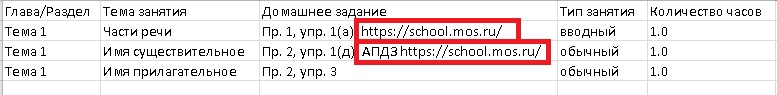 Глава/Раздел Тема занятия Домашнее задание Тип занятия Количество часов
Тема 1 Части речи Пр. 1, упр. 1(а) https://school.mos.ru/ вводный 1.0
Тема 1 Имя существительное Пр. 1, упр. 1(д) АПДЗ https://school.mos.ru/ обычный 1.0
Тема 1 Имя прилагательное Пр. 2, упр. 3 обычный 1.0